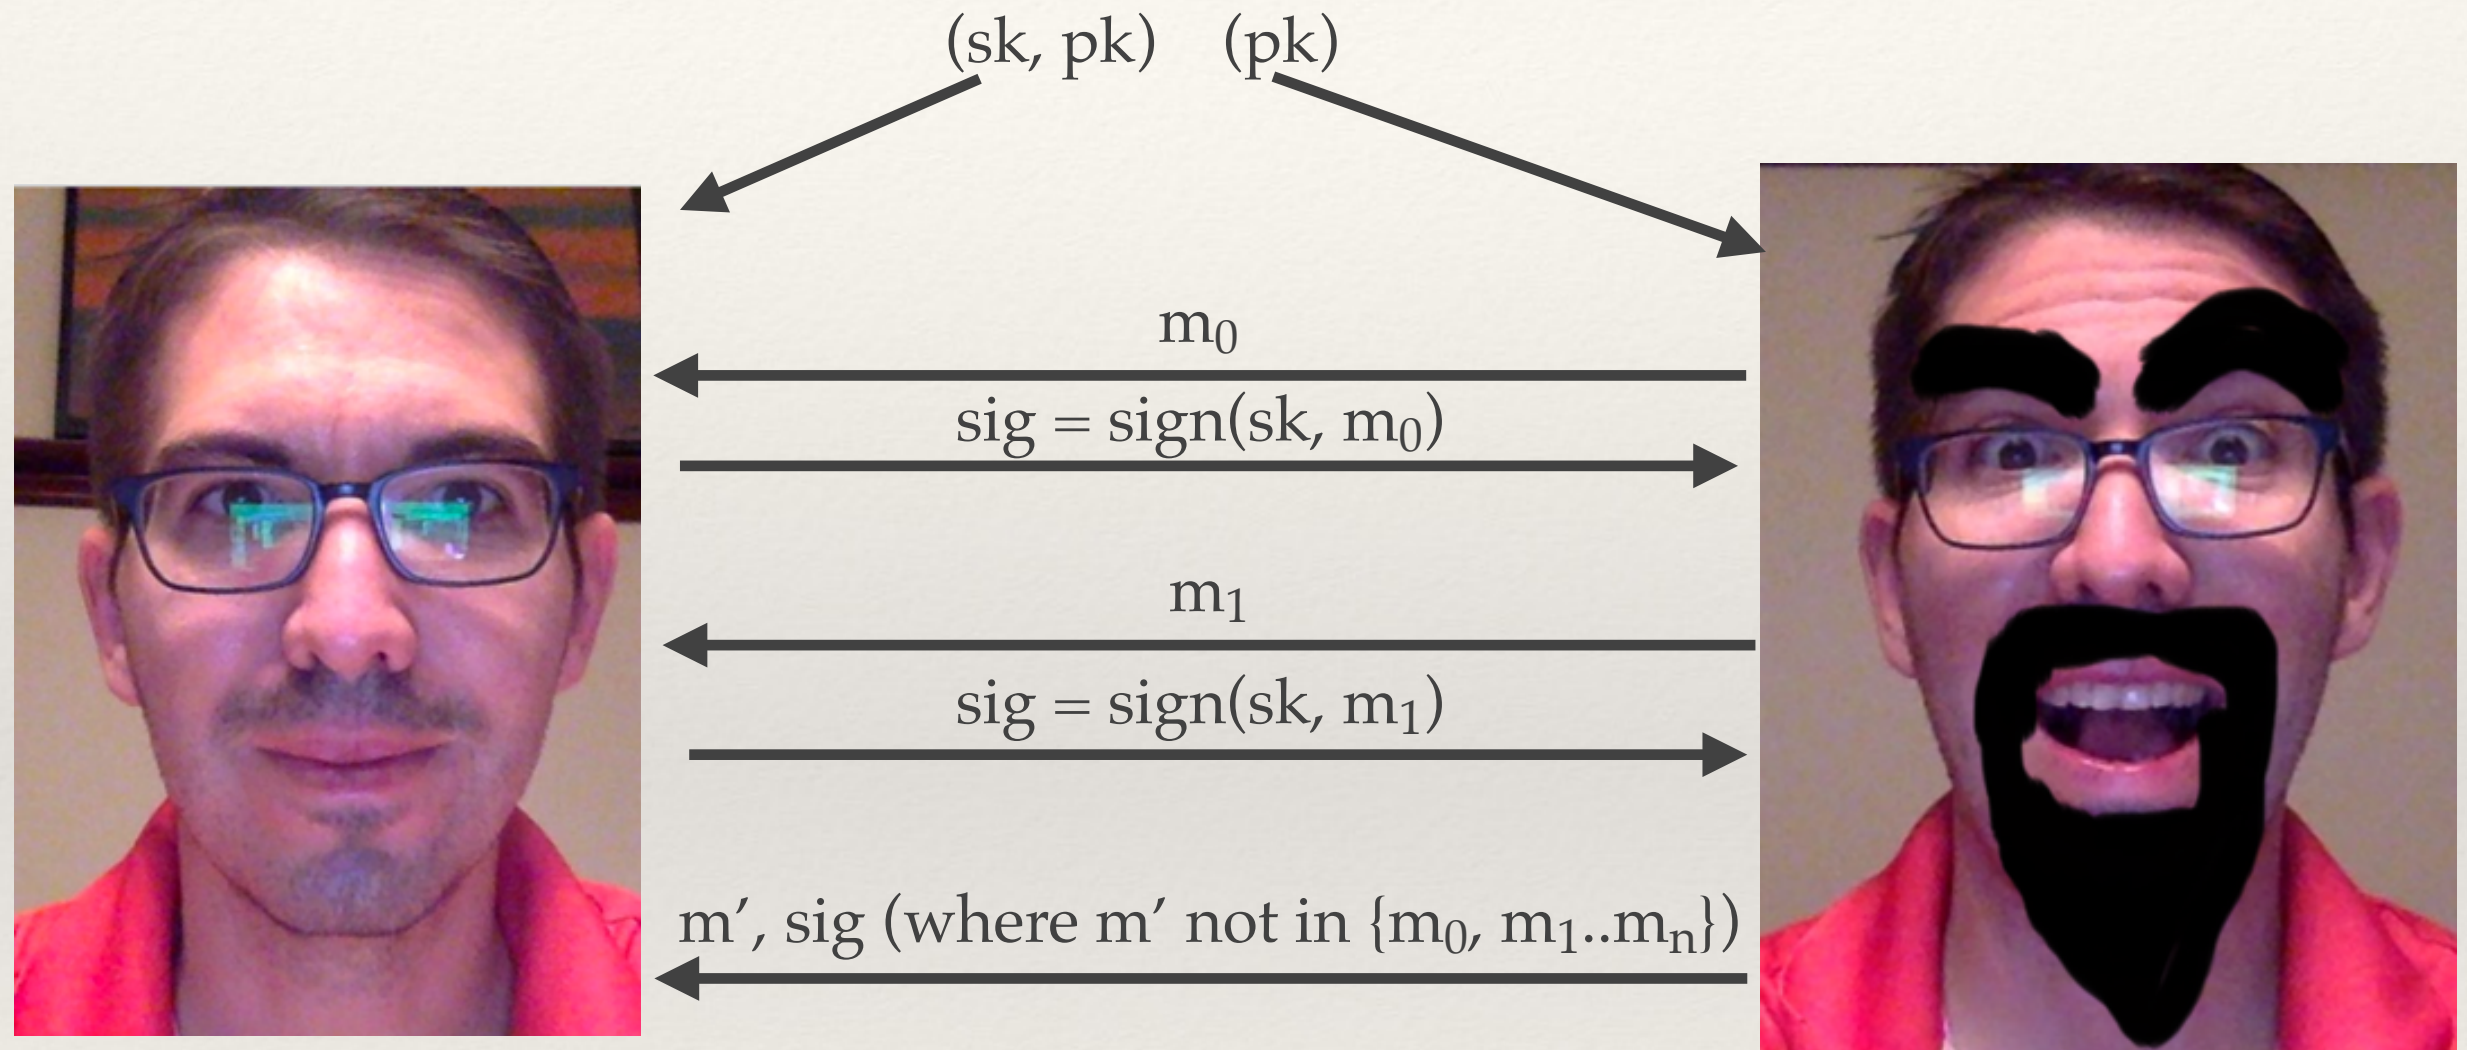 (sk, pk) (pk)
m₀
sig = sign(sk, m₀)
m₁
sig = sign(sk, m₁)
m’, sig (where m’ not in {m₀, m₁..mₙ})